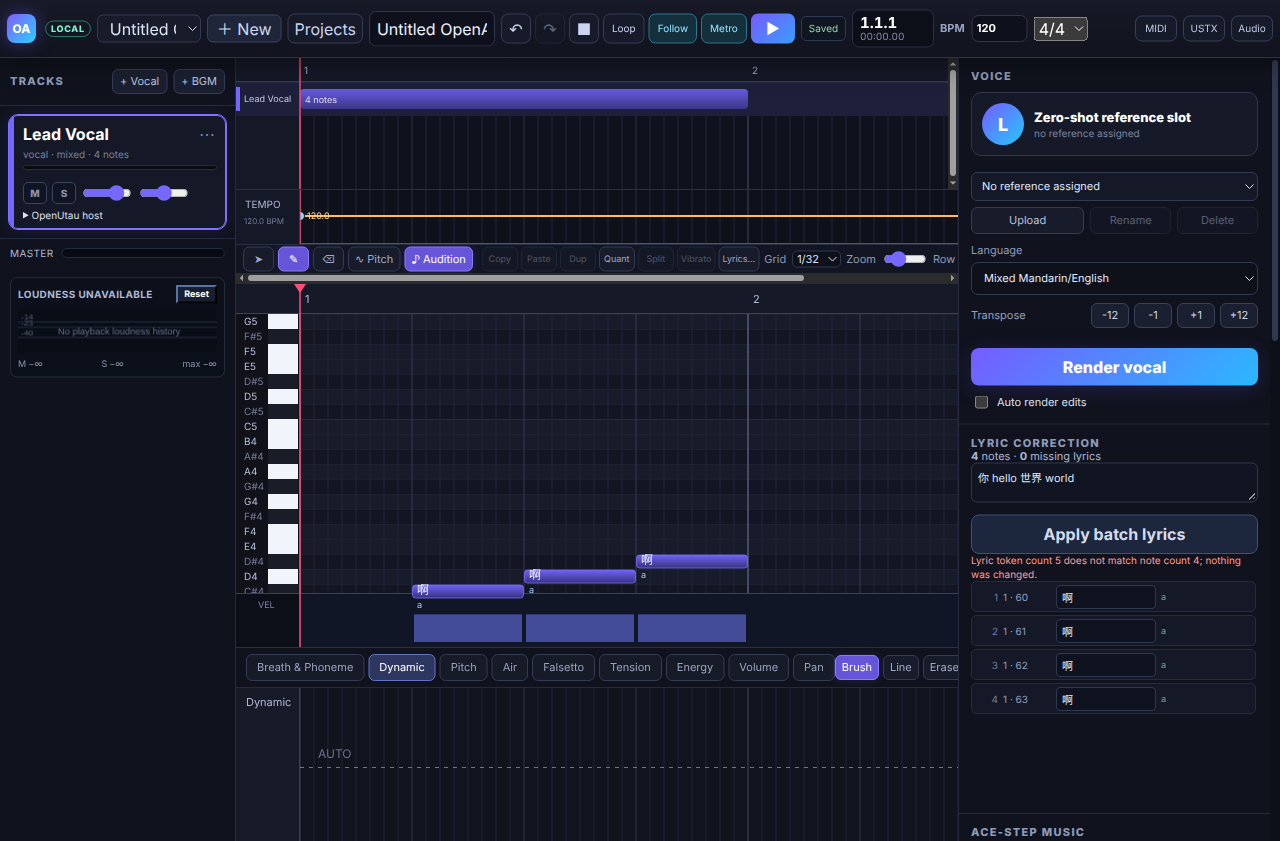 OA LOCAL Untitled ( + New Projects Untitled OpenA Loop Follow Metro Saved 1.1.1 BPM 120 4/4 MIDI USTX Audio
00:00.00
TRACKS + Vocal + BGM
Lead Vocal ...
vocal · mixed · 4 notes
M S
OpenUtau host
MASTER
LOUDNESS UNAVAILABLE Reset
-14
-23
-40
No playback loudness history
M −∞ S −∞ max −∞
1 2
Lead Vocal 4 notes
TEMPO
120.0 BPM 120.0
Pitch Audition Copy Paste Dup Quant Split Vibrato Lyrics... Grid 1/32 Zoom Row
1 2
G5
F#5
F5
E5
D#5
D5
C#5
C5
B4
A#4
A4
G#4
G4
F#4
F4
E4
D#4 啊
D4 啊 a
C#4 啊 a
VEL a
Breath & Phoneme Dynamic Pitch Air Falsetto Tension Energy Volume Pan Brush Line Erase
Dynamic
AUTO
VOICE
L Zero-shot reference slot
no reference assigned
No reference assigned
Upload Rename Delete
Language
Mixed Mandarin/English
Transpose -12 -1 +1 +12
Render vocal
Auto render edits
LYRIC CORRECTION
4 notes · 0 missing lyrics
你 hello 世界 world
Apply batch lyrics
Lyric token count 5 does not match note count 4; nothing
was changed.
1 1 · 60 啊 a
2 1 · 61 啊 a
3 1 · 62 啊 a
4 1 · 63 啊 a
ACE-STEP MUSIC